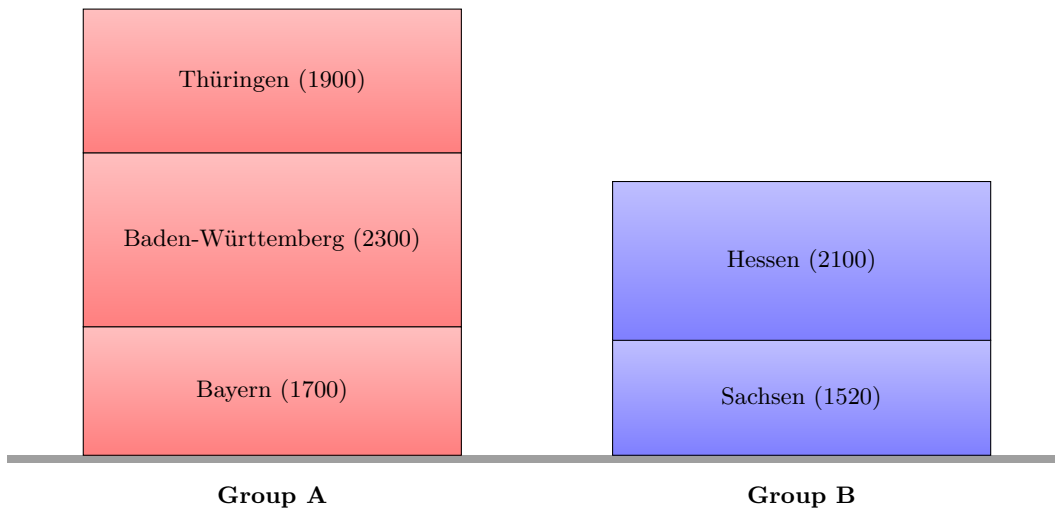 Thüringen (1900)
Baden-Württemberg (2300)
Bayern (1700)
Hessen (2100)
Sachsen (1520)
Group A
Group B